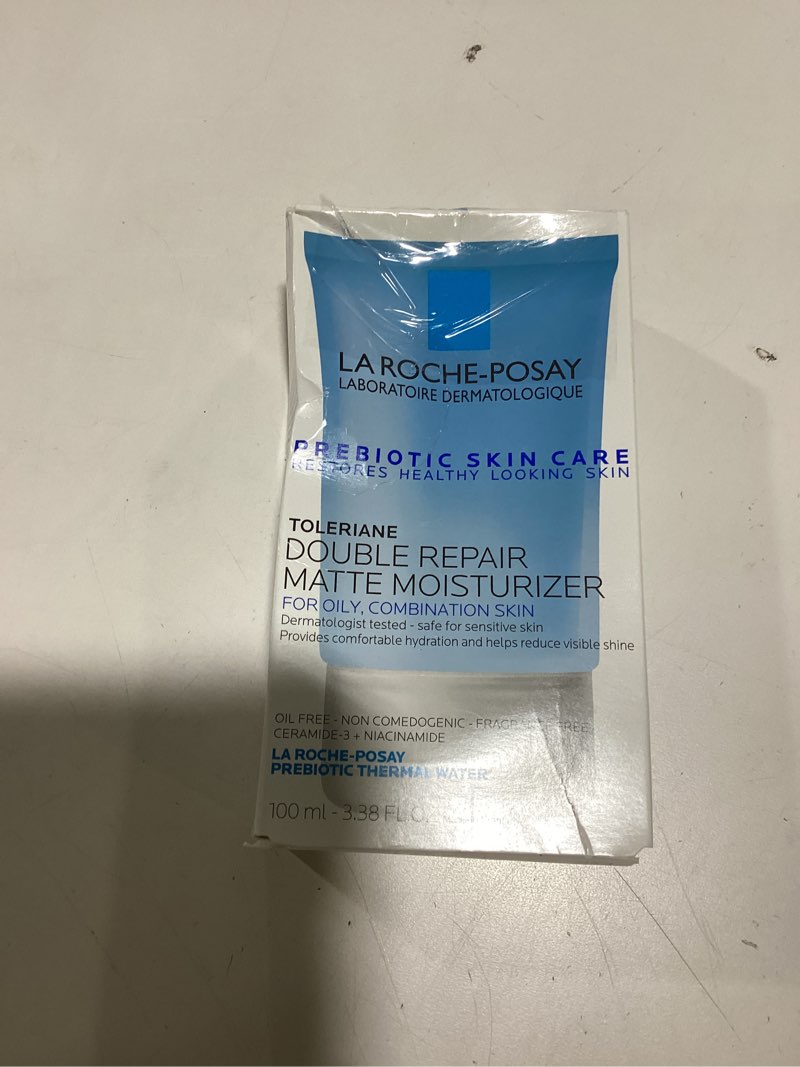 LA ROCHE-POSAY
LABORATOIRE DERMATOLOGIQUE
PREBIOTIC SKIN CARE
RESTORES HEALTHY LOOKING SKIN
TOLERIANE
DOUBLE REPAIR
MATTE MOISTURIZER
FOR OILY, COMBINATION SKIN
Dermatologist tested - safe for sensitive skin
Provides comfortable hydration and helps reduce visible shine
OIL FREE - NON COMEDOGENIC - FRAGRANCE FREE
CERAMIDE-3 + NIACINAMIDE
LA ROCHE-POSAY
PREBIOTIC THERMAL WATER
100 ml - 3.38 FL